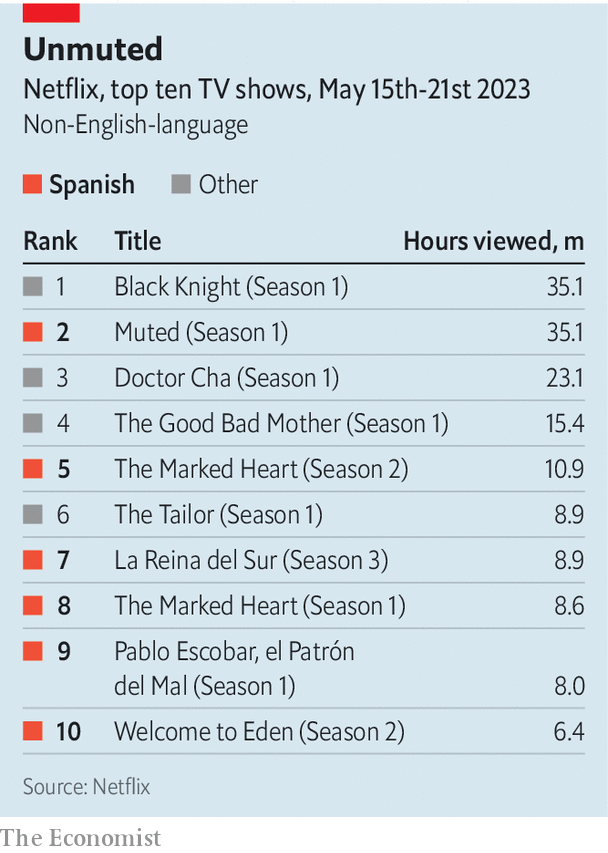 Unmuted
Netflix, top ten TV shows, May 15th-21st 2023
Non-English-language
Spanish Other
Rank Title Hours viewed, m
1 Black Knight (Season 1) 35.1
2 Muted (Season 1) 35.1
3 Doctor Cha (Season 1) 23.1
4 The Good Bad Mother (Season 1) 15.4
5 The Marked Heart (Season 2) 10.9
6 The Tailor (Season 1) 8.9
7 La Reina del Sur (Season 3) 8.9
8 The Marked Heart (Season 1) 8.6
9 Pablo Escobar, el Patrón
del Mal (Season 1) 8.0
10 Welcome to Eden (Season 2) 6.4
Source: Netflix
The Economist